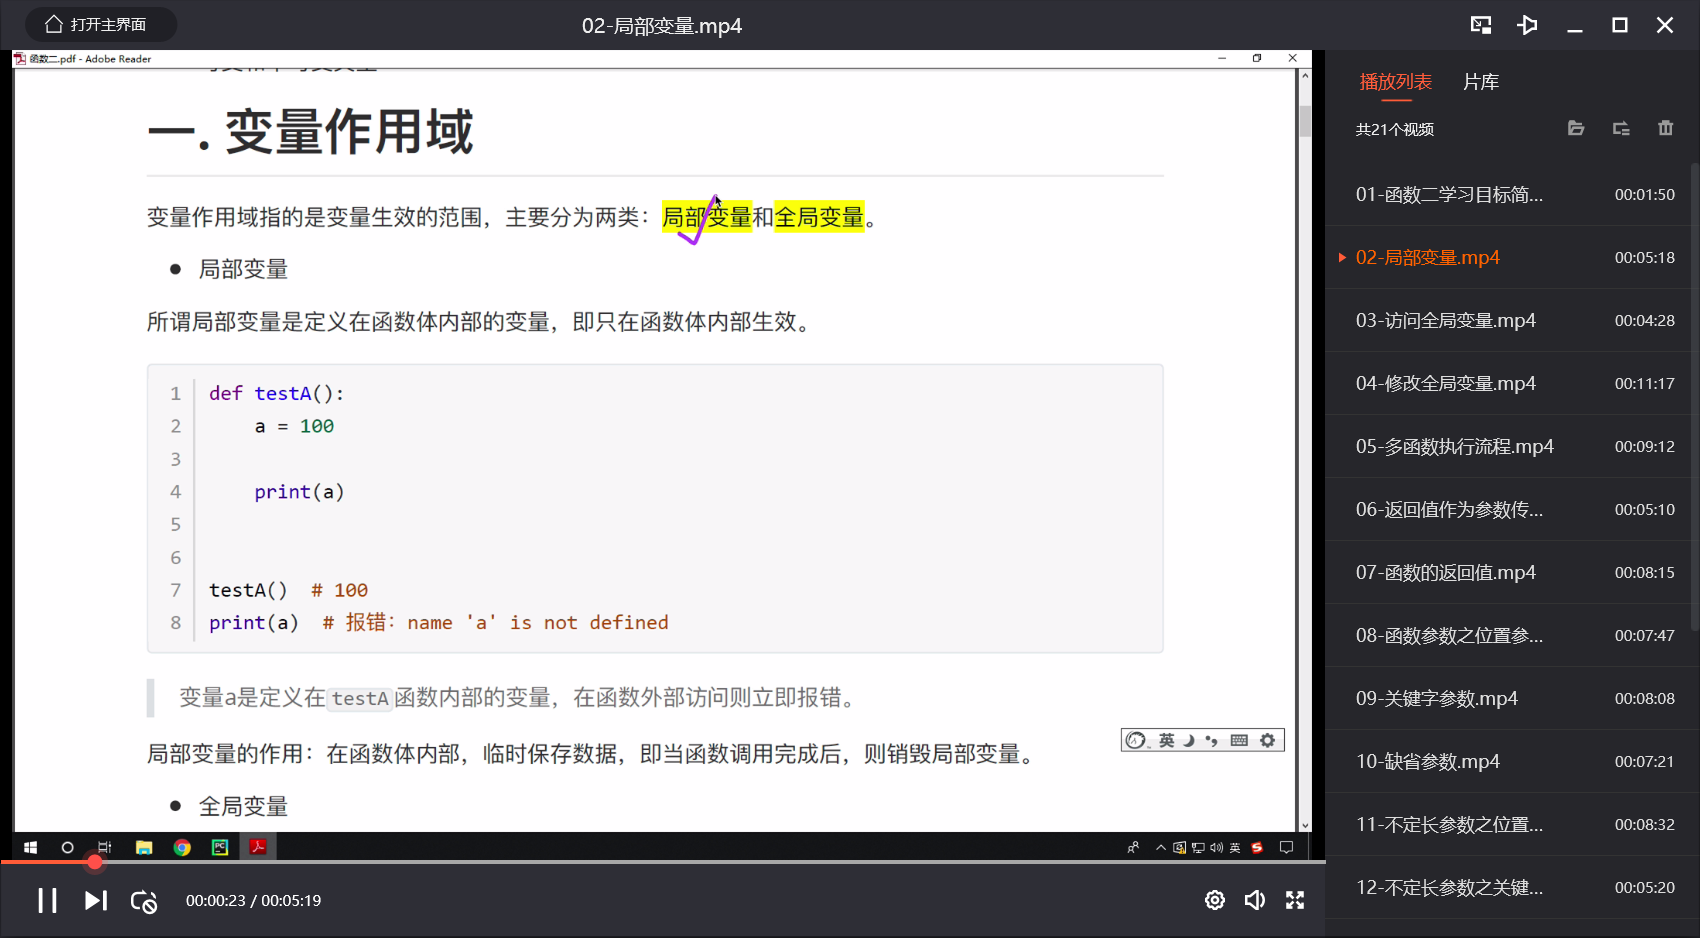 打开主界面
02-局部变量.mp4
函数二.pdf - Adobe Reader
一. 变量作用域
变量作用域指的是变量生效的范围，主要分为两类：局部变量和全局变量。
● 局部变量
所谓局部变量是定义在函数体内部的变量，即只在函数体内部生效。
1 def testA():
2     a = 100
3
4     print(a)
5
6
7 testA()  # 100
8 print(a)  # 报错：name 'a' is not defined
变量a是定义在testA函数内部的变量，在函数外部访问则立即报错。
局部变量的作用：在函数体内部，临时保存数据，即当函数调用完成后，则销毁局部变量。
● 全局变量
英
英
00:00:23 / 00:05:19
播放列表 片库
共21个视频
01-函数二学习目标简... 00:01:50
02-局部变量.mp4 00:05:18
03-访问全局变量.mp4 00:04:28
04-修改全局变量.mp4 00:11:17
05-多函数执行流程.mp4 00:09:12
06-返回值作为参数传... 00:05:10
07-函数的返回值.mp4 00:08:15
08-函数参数之位置参... 00:07:47
09-关键字参数.mp4 00:08:08
10-缺省参数.mp4 00:07:21
11-不定长参数之位置... 00:08:32
12-不定长参数之关键... 00:05:20